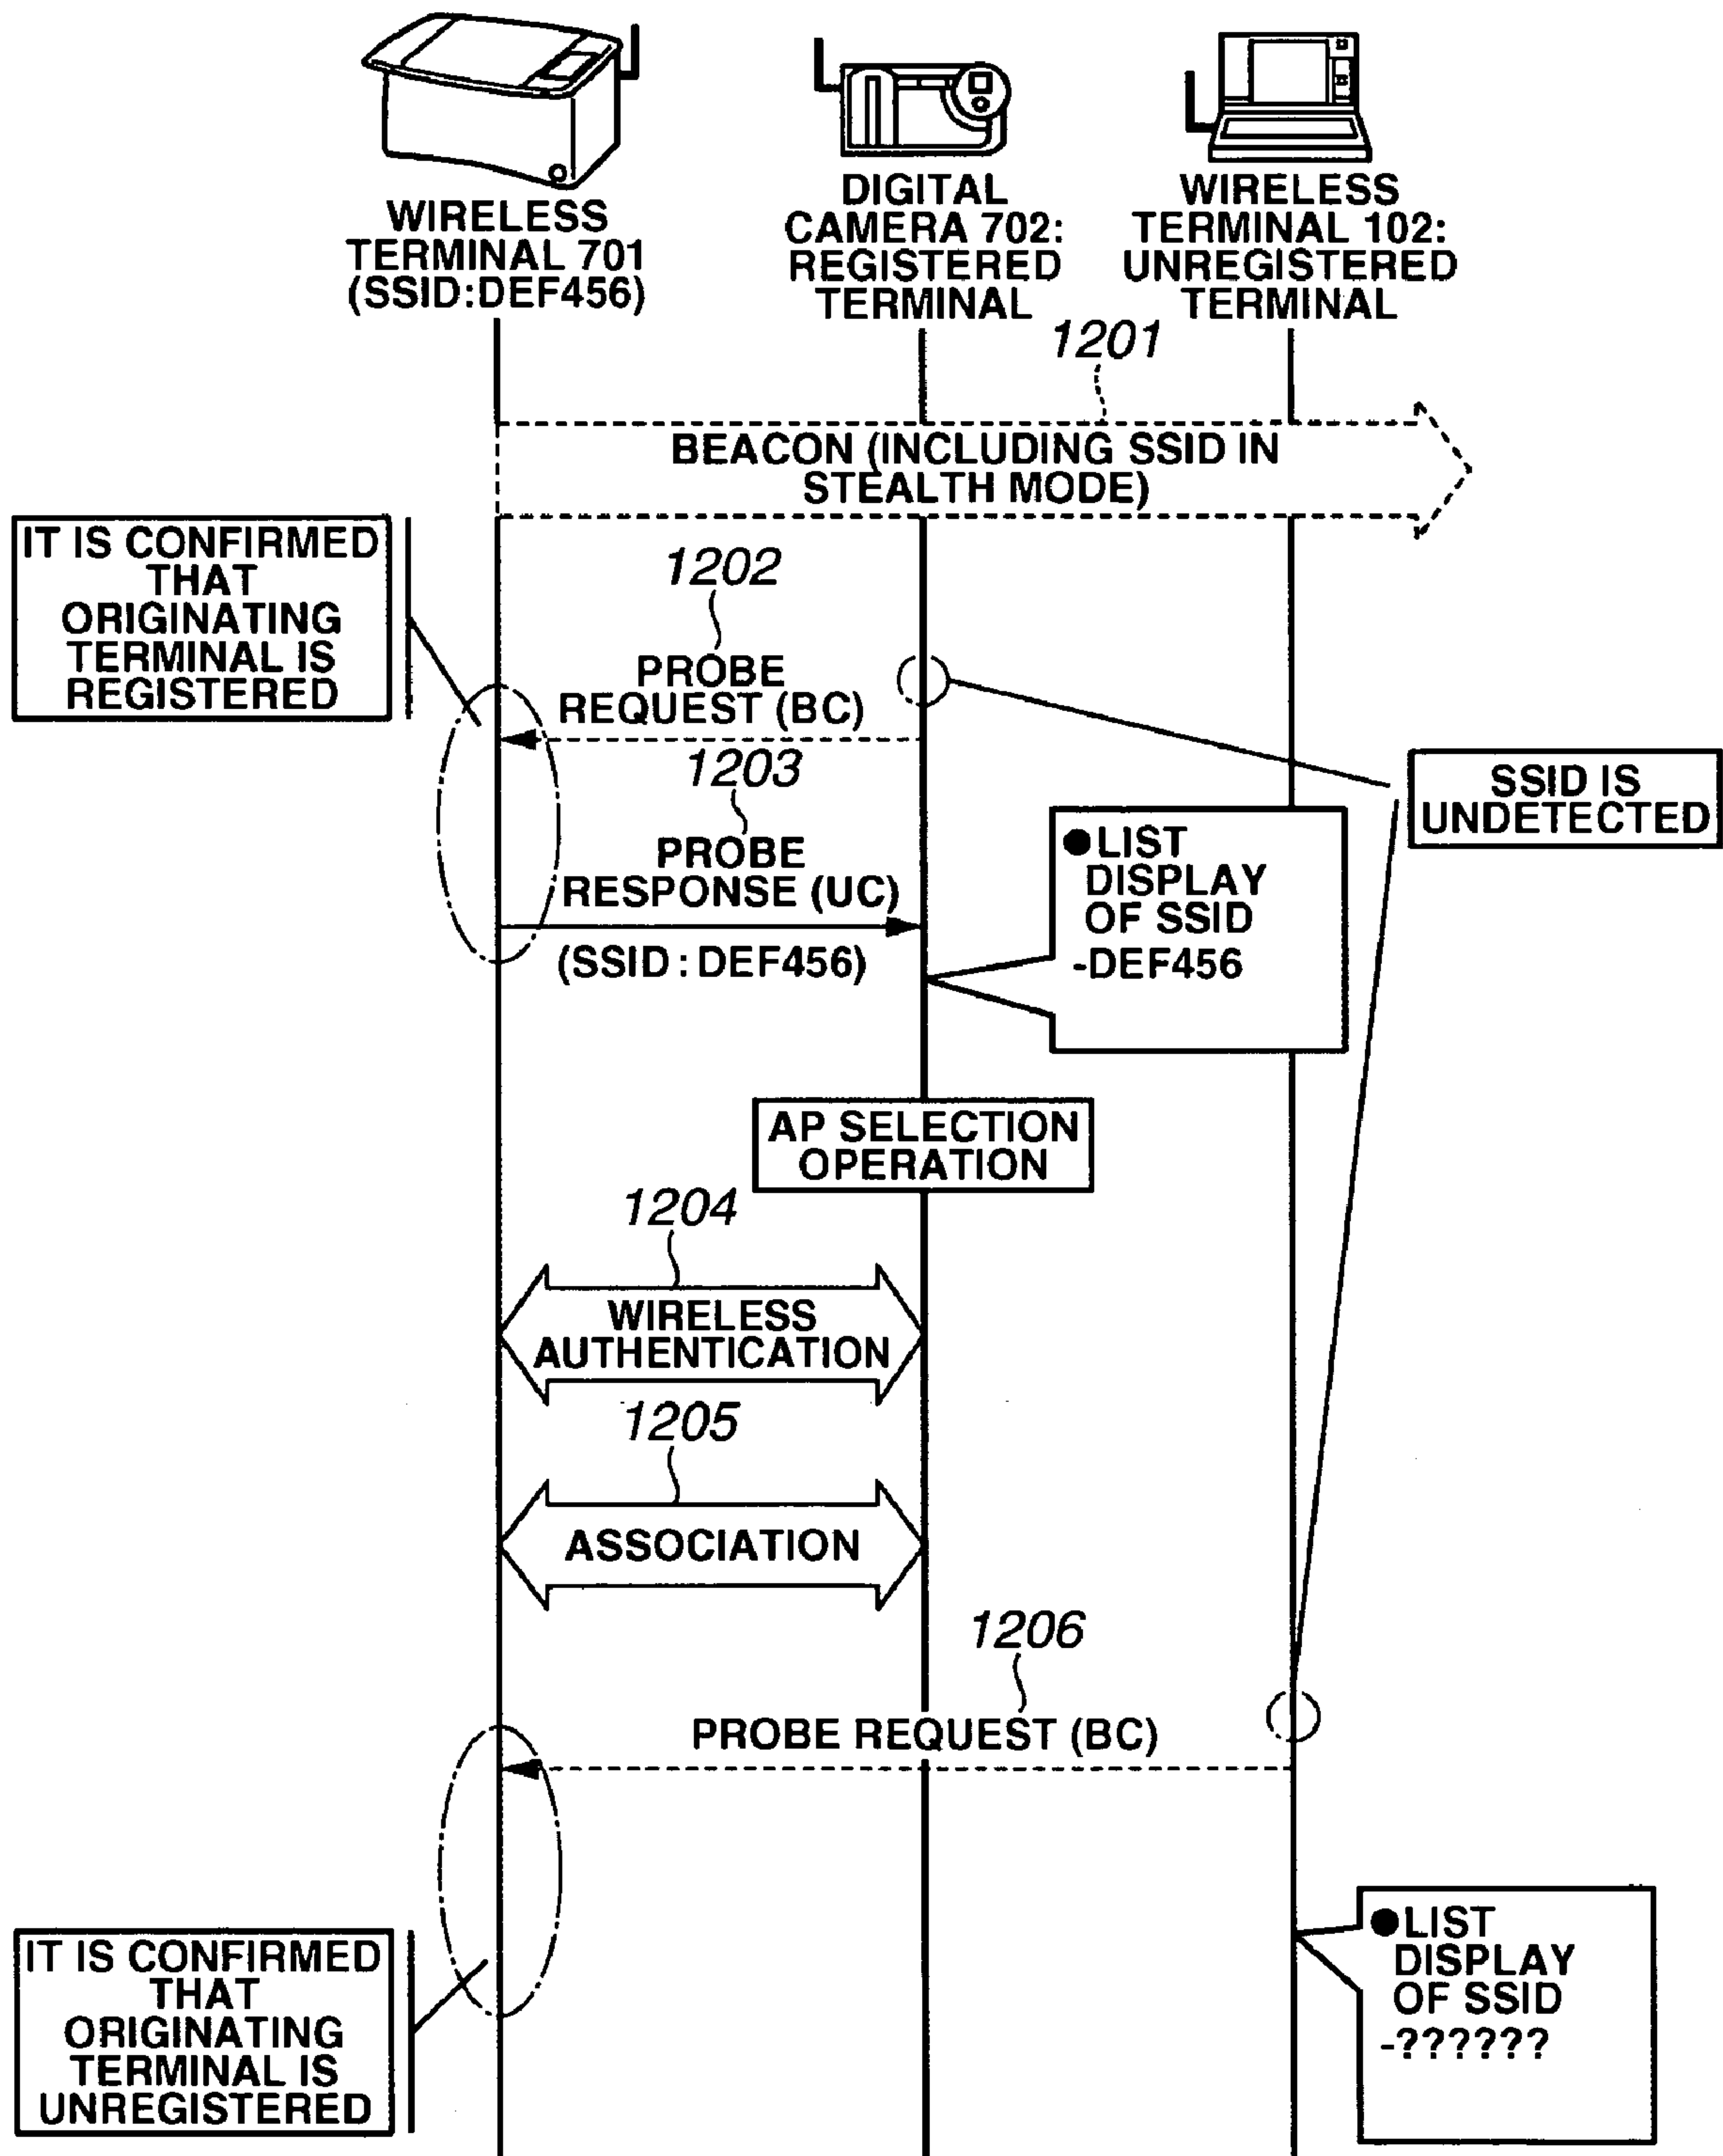 WIRELESS
TERMINAL 701
(SSID:DEF456)
DIGITAL
CAMERA 702:
REGISTERED
TERMINAL
WIRELESS
TERMINAL 102:
UNREGISTERED
TERMINAL
1201
BEACON (INCLUDING SSID IN
STEALTH MODE)
IT IS CONFIRMED
THAT
ORIGINATING
TERMINAL IS
REGISTERED
1202
PROBE
REQUEST (BC)
1203
PROBE
RESPONSE (UC)
(SSID : DEF456)
SSID IS
UNDETECTED
●LIST
DISPLAY
OF SSID
-DEF456
AP SELECTION
OPERATION
1204
WIRELESS
AUTHENTICATION
1205
ASSOCIATION
1206
PROBE REQUEST (BC)
IT IS CONFIRMED
THAT
ORIGINATING
TERMINAL IS
UNREGISTERED
●LIST
DISPLAY
OF SSID
-??????